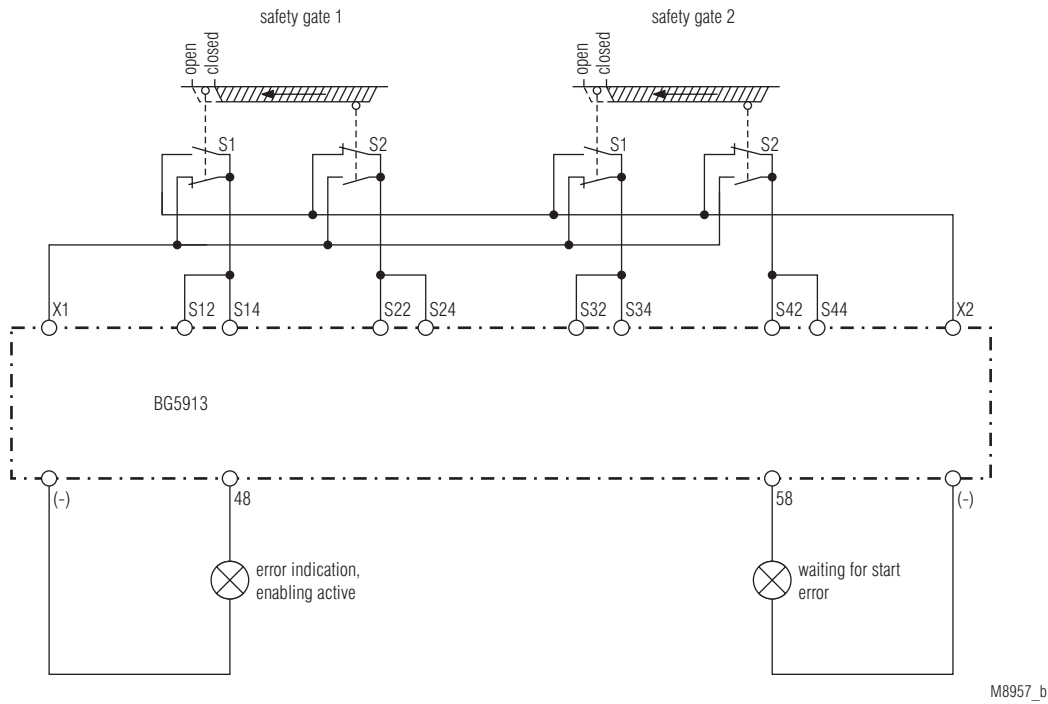 safety gate 1
safety gate 2
open
closed
open
closed
S1
S2
S1
S2
X1
S12
S14
S22
S24
S32
S34
S42
S44
X2
BG5913
(-)
48
58
(-)
error indication,
enabling active
waiting for start
error
M8957_b